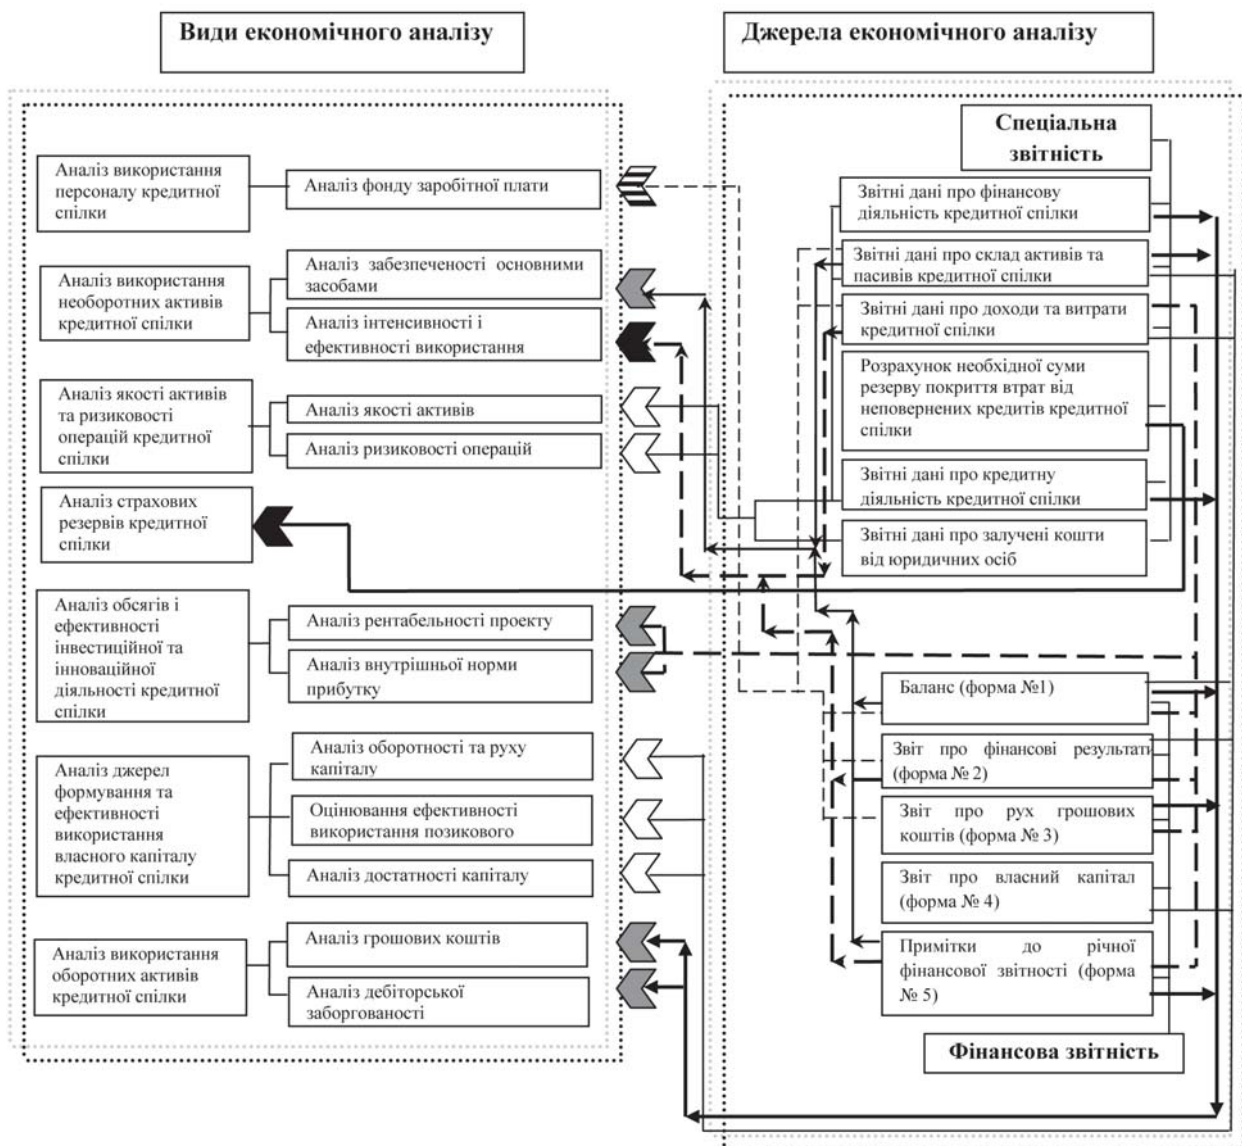 Види економічного аналізу
Джерела економічного аналізу
Аналіз використання
персоналу кредитної
спілки
Аналіз фонду заробітної плати
Аналіз використання
необоротних активів
кредитної спілки
Аналіз забезпеченості основними
засобами
Аналіз інтенсивності і
ефективності використання
Аналіз якості активів
та ризиковості
операцій кредитної
спілки
Аналіз якості активів
Аналіз ризиковості операцій
Аналіз страхових
резервів кредитної
спілки
Аналіз обсягів і
ефективності
інвестиційної та
інноваційної
діяльності кредитної
спілки
Аналіз рентабельності проекту
Аналіз внутрішньої норми
прибутку
Аналіз джерел
формування та
ефективності
використання
власного капіталу
кредитної спілки
Аналіз оборотності та руху
капіталу
Оцінювання ефективності
використання позикового
Аналіз достатності капіталу
Аналіз використання
оборотних активів
кредитної спілки
Аналіз грошових коштів
Аналіз дебіторської
заборгованості
Спеціальна
звітність
Звітні дані про фінансову
діяльність кредитної спілки
Звітні дані про склад активів та
пасивів кредитної спілки
Звітні дані про доходи та витрати
кредитної спілки
Розрахунок необхідної суми
резерву покриття втрат від
неповернених кредитів кредитної
спілки
Звітні дані про кредитну
діяльність кредитної спілки
Звітні дані про залучені кошти
від юридичних осіб
Баланс (форма №1)
Звіт про фінансові результати
(форма № 2)
Звіт про рух грошових
коштів (форма № 3)
Звіт про власний капітал
(форма № 4)
Примітки до річної
фінансової звітності (форма
№ 5)
Фінансова звітність